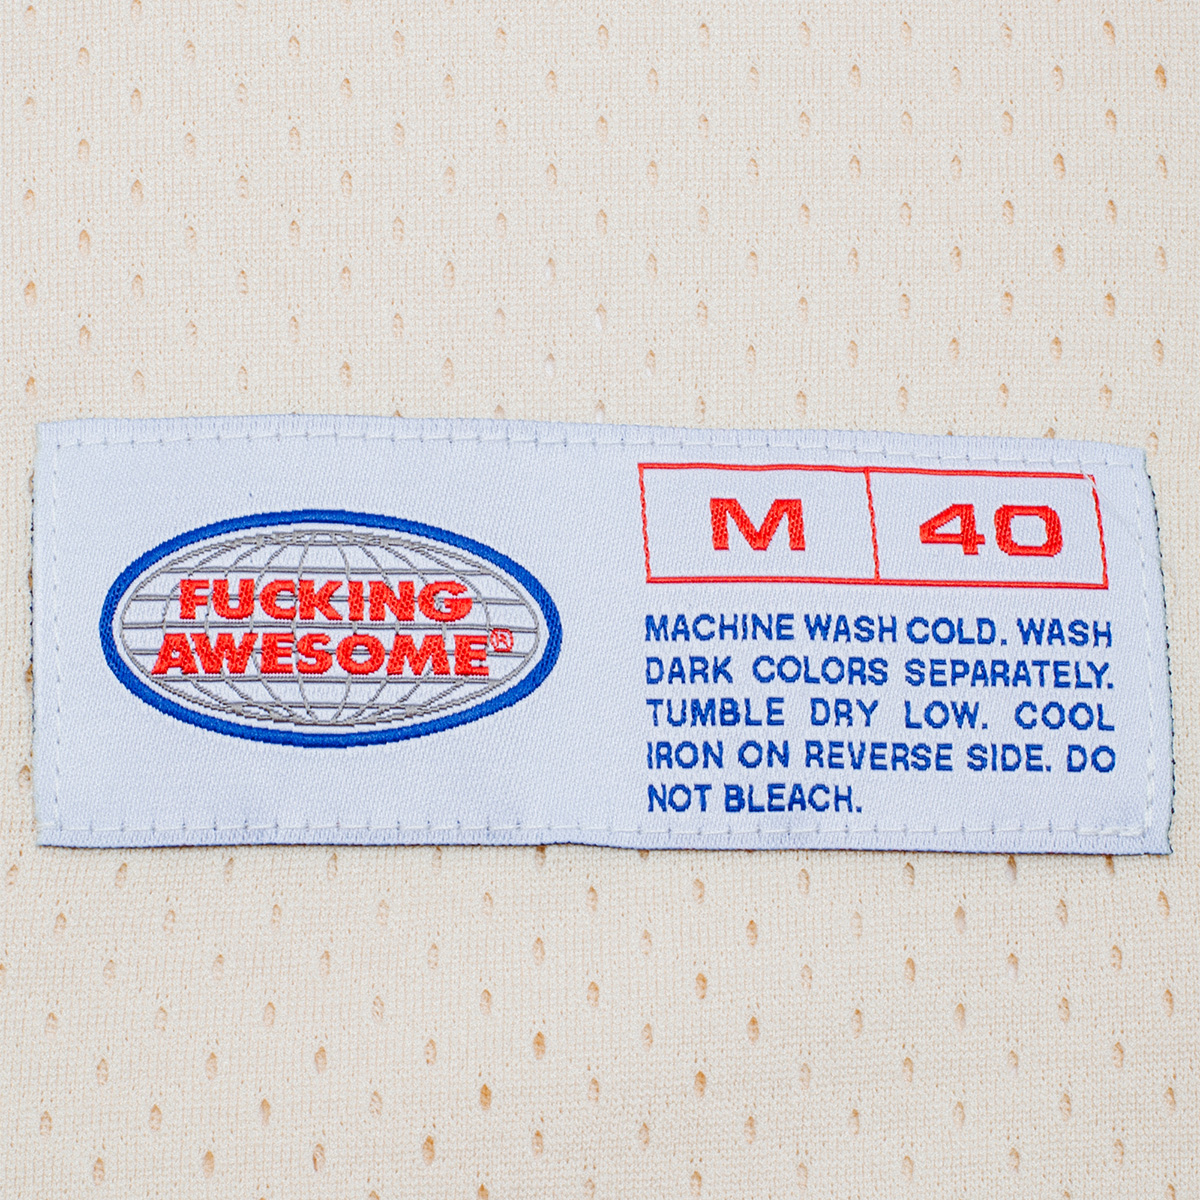 FUCKING
AWESOME®
M 40
MACHINE WASH COLD. WASH
DARK COLORS SEPARATELY.
TUMBLE DRY LOW. COOL
IRON ON REVERSE SIDE. DO
NOT BLEACH.